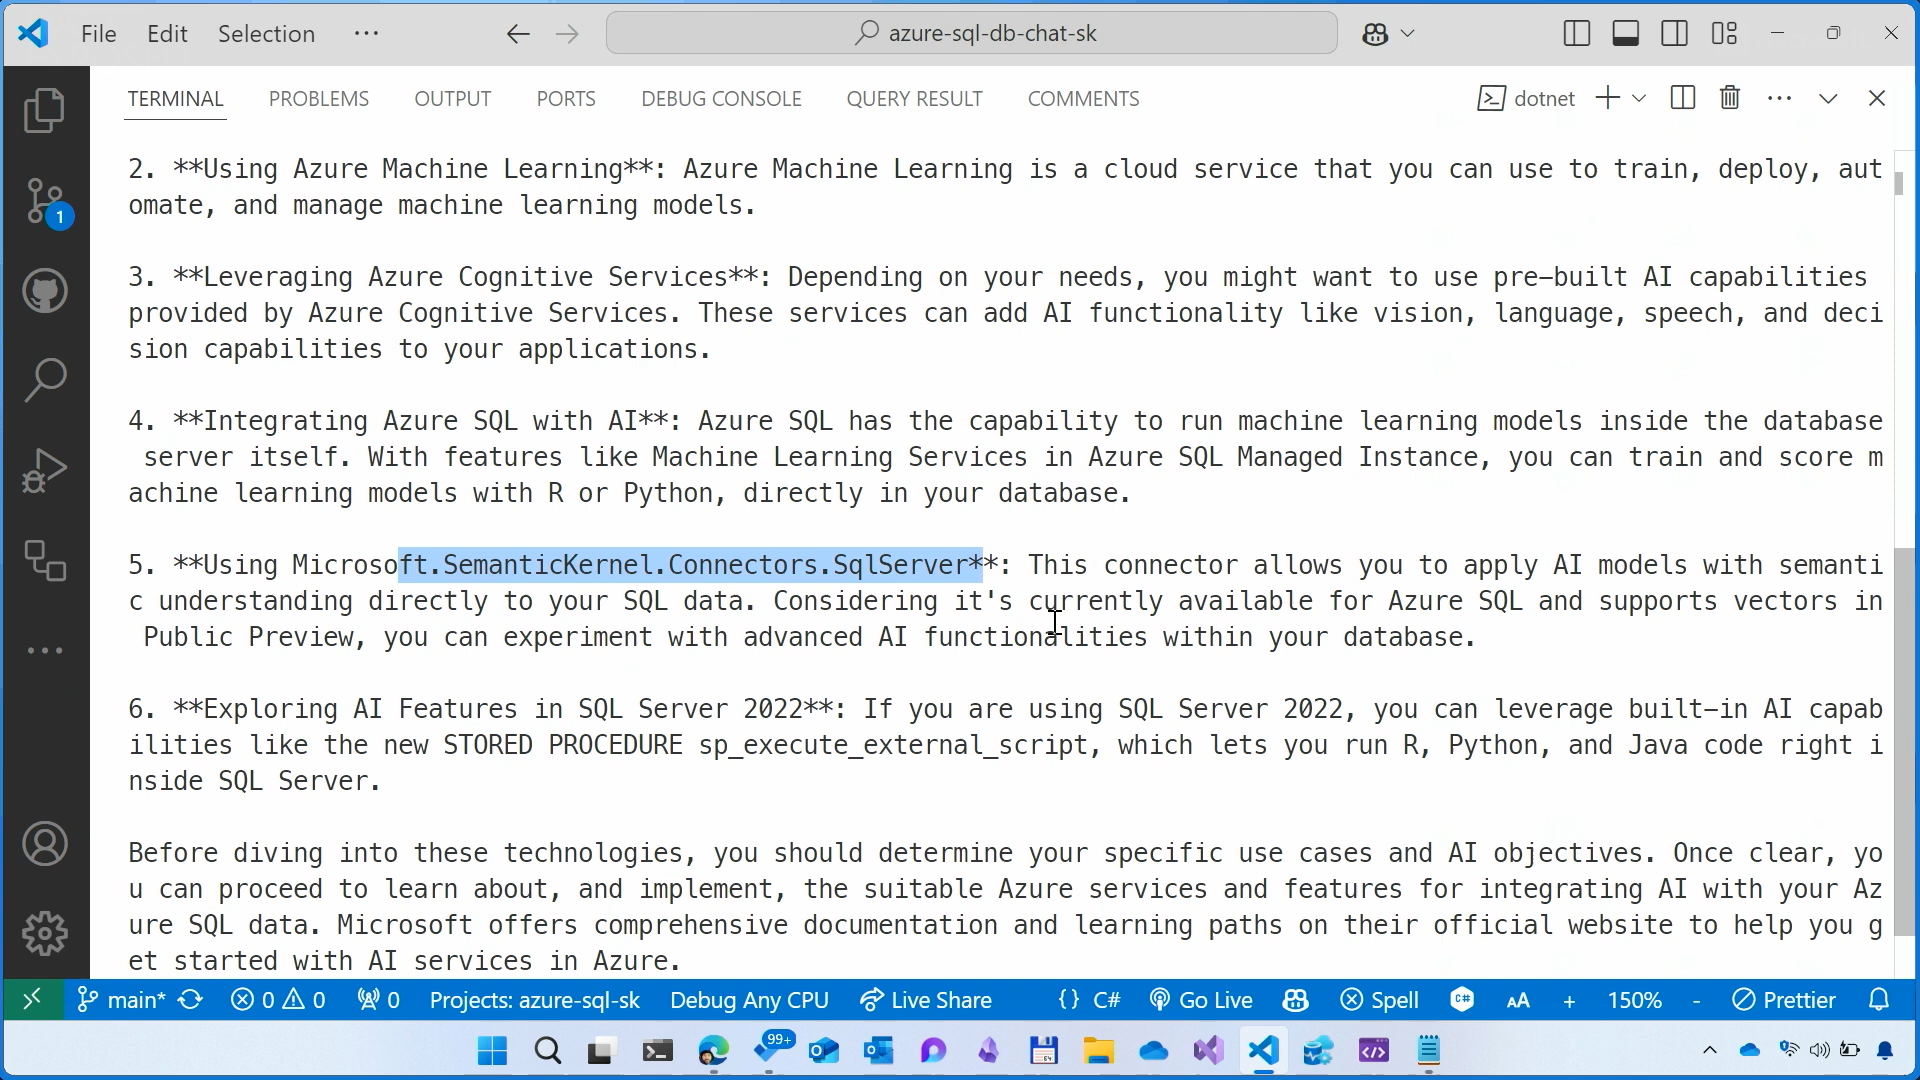 File Edit Selection ··· azure-sql-db-chat-sk
TERMINAL PROBLEMS OUTPUT PORTS DEBUG CONSOLE QUERY RESULT COMMENTS dotnet
2. **Using Azure Machine Learning**: Azure Machine Learning is a cloud service that you can use to train, deploy, aut
omate, and manage machine learning models.
3. **Leveraging Azure Cognitive Services**: Depending on your needs, you might want to use pre-built AI capabilities
provided by Azure Cognitive Services. These services can add AI functionality like vision, language, speech, and deci
sion capabilities to your applications.
4. **Integrating Azure SQL with AI**: Azure SQL has the capability to run machine learning models inside the database
server itself. With features like Machine Learning Services in Azure SQL Managed Instance, you can train and score m
achine learning models with R or Python, directly in your database.
5. **Using Microsoft.SemanticKernel.Connectors.SqlServer**: This connector allows you to apply AI models with semanti
c understanding directly to your SQL data. Considering it's currently available for Azure SQL and supports vectors in
Public Preview, you can experiment with advanced AI functionalities within your database.
6. **Exploring AI Features in SQL Server 2022**: If you are using SQL Server 2022, you can leverage built-in AI capab
ilities like the new STORED PROCEDURE sp_execute_external_script, which lets you run R, Python, and Java code right i
nside SQL Server.
Before diving into these technologies, you should determine your specific use cases and AI objectives. Once clear, yo
u can proceed to learn about, and implement, the suitable Azure services and features for integrating AI with your Az
ure SQL data. Microsoft offers comprehensive documentation and learning paths on their official website to help you g
et started with AI services in Azure.
1
main* 0 0 0 Projects: azure-sql-sk Debug Any CPU Live Share {} C# Go Live Spell C# AA + 150% - Prettier
99+
64